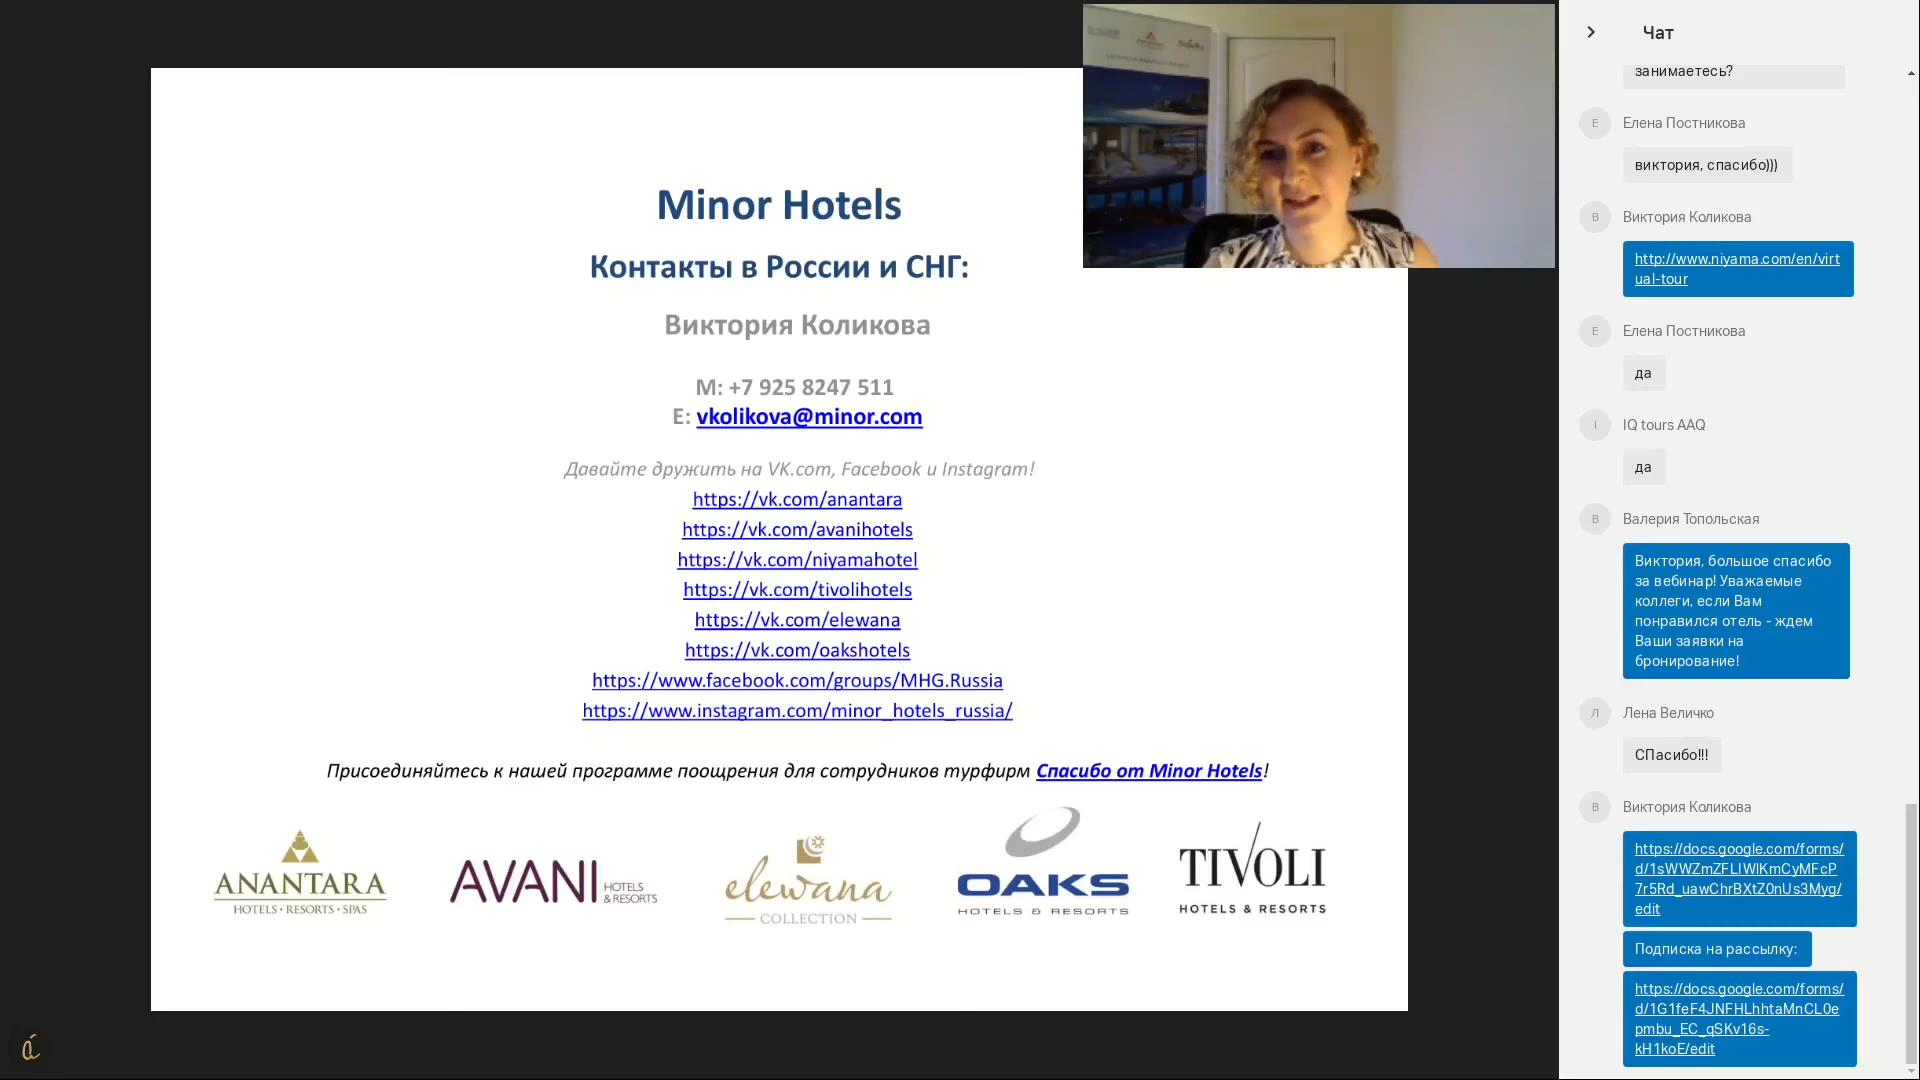 Minor Hotels
Контакты в России и СНГ:
Виктория Коликова
М: +7 925 8247 511
E: vkolikova@minor.com
Давайте дружить на VK.com, Facebook и Instagram!
https://vk.com/anantara
https://vk.com/avanihotels
https://vk.com/niyamahotel
https://vk.com/tivolihotels
https://vk.com/elewana
https://vk.com/oakshotels
https://www.facebook.com/groups/MHG.Russia
https://www.instagram.com/minor_hotels_russia/
Присоединяйтесь к нашей программе поощрения для сотрудников турфирм Спасибо от Minor Hotels!
ANANTARA
HOTELS · RESORTS · SPAS
AVANI HOTELS
& RESORTS
elewana
COLLECTION
OAKS
HOTELS & RESORTS
TIVOLI
HOTELS & RESORTS
á
Чат
занимаетесь?
Е
Елена Постникова
виктория, спасибо)))
В
Виктория Коликова
http://www.niyama.com/en/virt
ual-tour
Е
Елена Постникова
да
I
IQ tours AAQ
да
В
Валерия Топольская
Виктория, большое спасибо
за вебинар! Уважаемые
коллеги, если Вам
понравился отель - ждем
Ваши заявки на
бронирование!
Л
Лена Величко
СПасибо!!!
В
Виктория Коликова
https://docs.google.com/forms/
d/1sWWZmZFLIWlKmCyMFcP
7r5Rd_uawChrBXtZ0nUs3Myg/
edit
Подписка на рассылку:
https://docs.google.com/forms/
d/1G1feF4JNFHLhhtaMnCL0e
pmbu_EC_qSKv16s-
kH1koE/edit